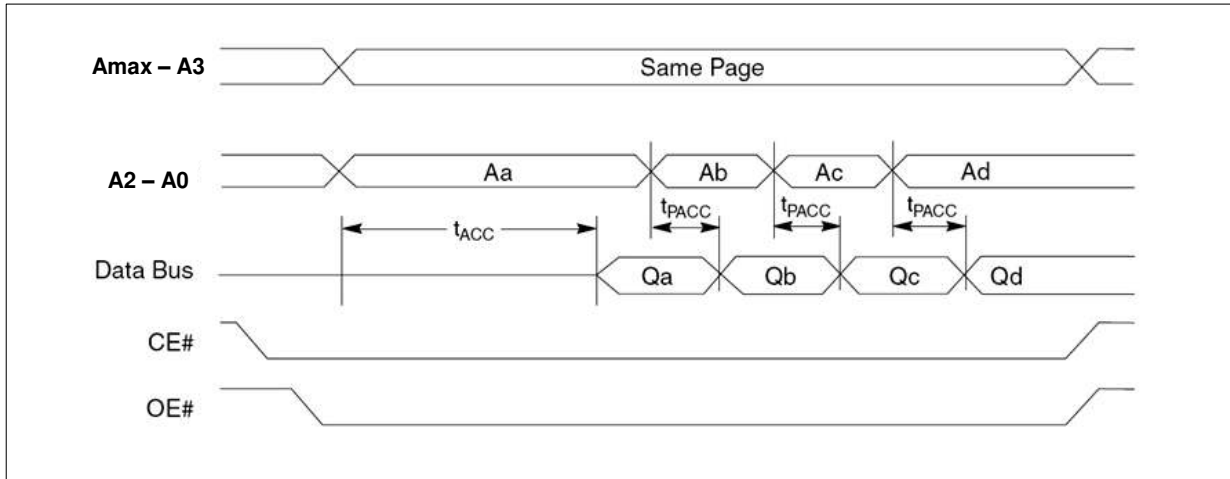 Amax – A3
Same Page
A2 – A0
Aa
Ab
Ac
Ad
tPACC
tPACC
tPACC
tACC
Data Bus
Qa
Qb
Qc
Qd
CE#
OE#